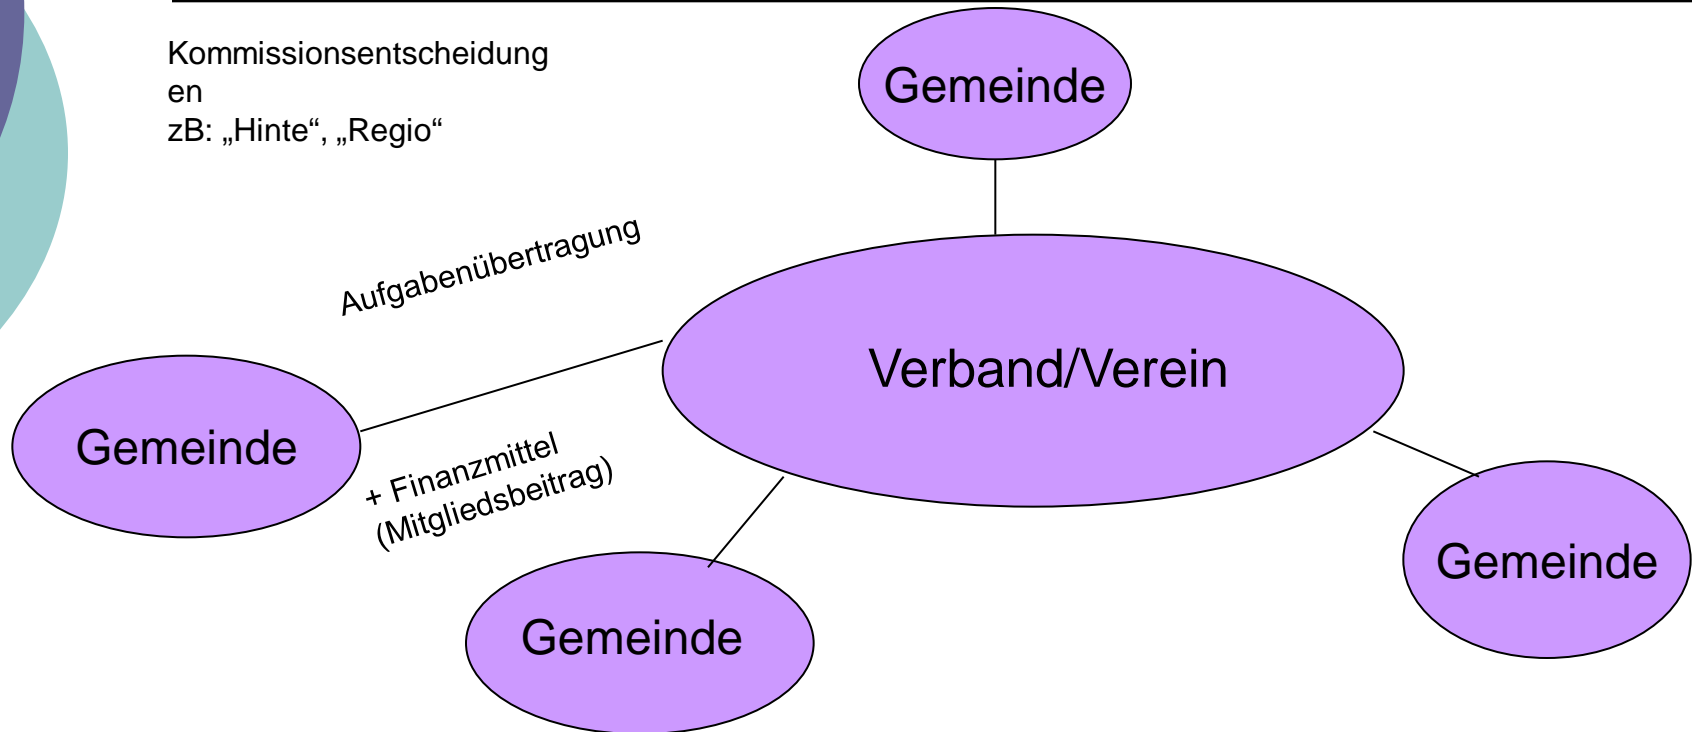 Kommissionsentscheidung
en
zB: „Hinte“, „Regio“
Gemeinde
Aufgabenübertragung
Verband/Verein
Gemeinde
+ Finanzmittel
(Mitgliedsbeitrag)
Gemeinde
Gemeinde